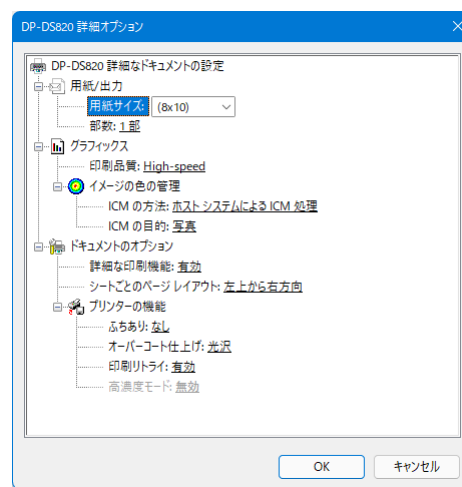 DP-DS820 詳細オプション
DP-DS820 詳細なドキュメントの設定
用紙/出力
用紙サイズ: (8x10)
部数: 1 部
グラフィックス
印刷品質: High-speed
イメージの色の管理
ICM の方法: ホスト システムによる ICM 処理
ICM の目的: 写真
ドキュメントのオプション
詳細な印刷機能: 有効
シートごとのページ レイアウト: 左上から右方向
プリンターの機能
ふちあり: なし
オーバーコート仕上げ: 光沢
印刷リトライ: 有効
高濃度モード: 無効
OK キャンセル